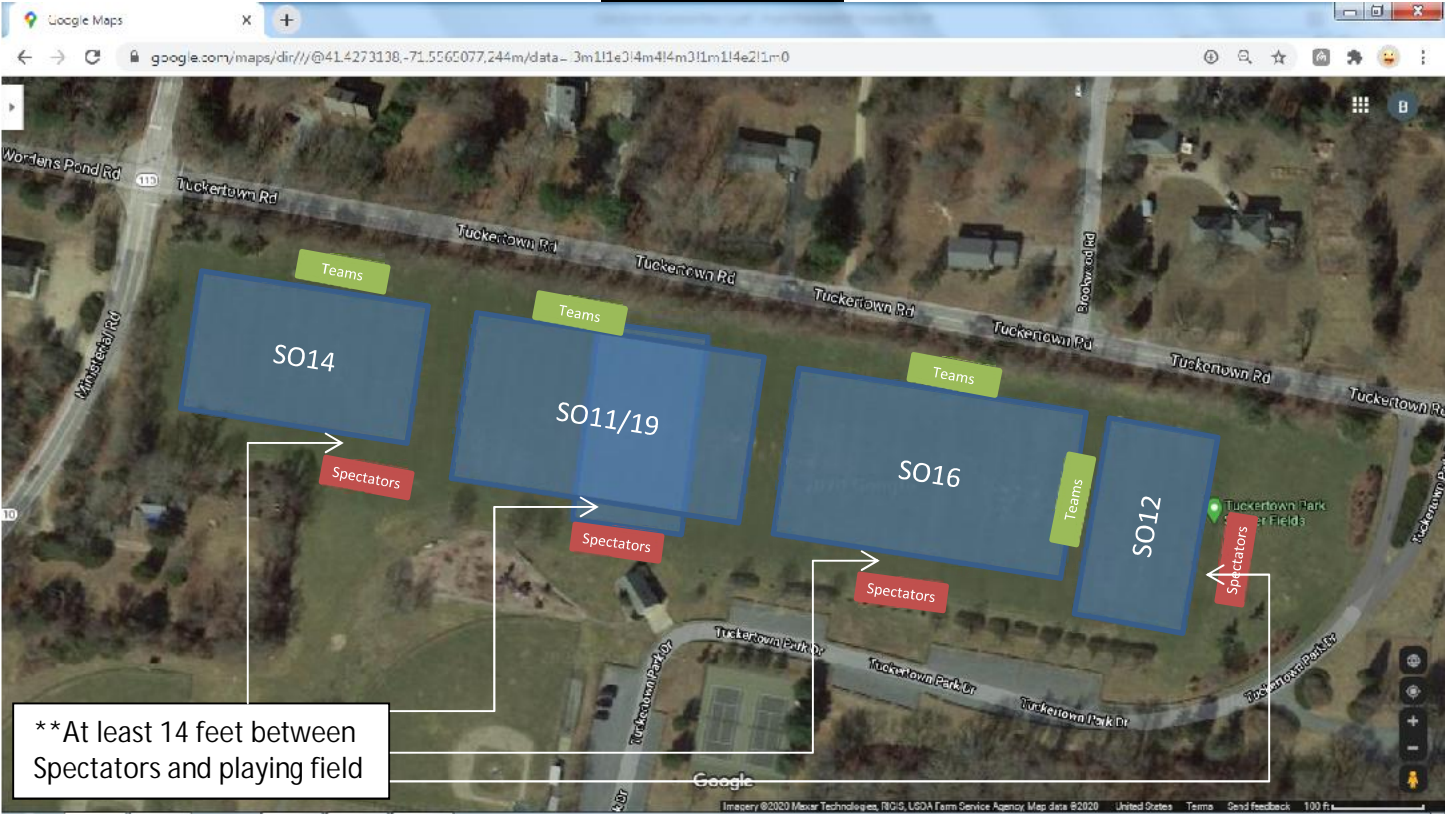 Google Maps
google.com/maps/dir///@41.4273138,-71.5565077,244m/data=!3m1!1e3!4m4!4m3!1m1!4e2!1m0
B
Wordens Pond Rd
110
Tuckertown Rd
Tuckertown Rd
Tuckertown Rd
Tuckertown Rd
Tuckertown Rd
Tuckertown Rd
Tuckertown Rd
Brookwood Rd
Ministerial Rd
Teams
Teams
Teams
Teams
SO14
SO11/19
SO16
SO12
Spectators
Spectators
Spectators
Spectators
Tuckertown Park
Fields
110
Tuckertown Park Dr
Tuckertown Park Dr
Tuckertown Park Dr
Tuckertown Park Dr
Tuckertown Park Dr
**At least 14 feet between
Spectators and playing field
Google
Imagery ©2020 Maxar Technologies, RIGIS, USDA Farm Service Agency, Map data ©2020 United States Terms Send feedback 100 ft